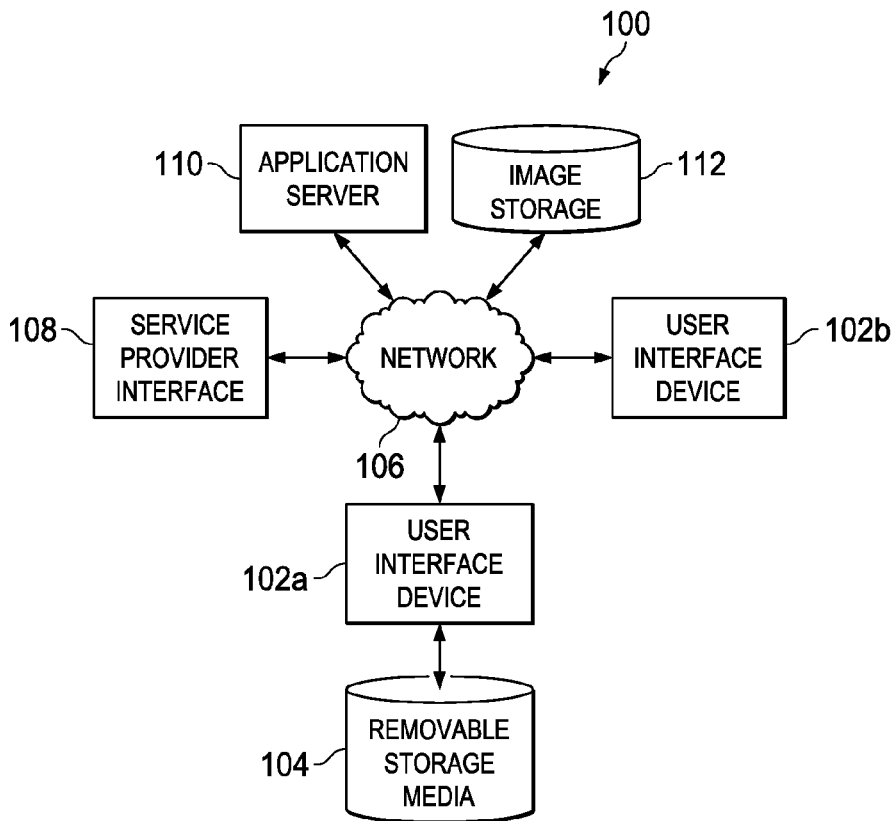 100
110
APPLICATION
SERVER
IMAGE
STORAGE
112
108
SERVICE
PROVIDER
INTERFACE
NETWORK
106
USER
INTERFACE
DEVICE
102b
102a
USER
INTERFACE
DEVICE
104
REMOVABLE
STORAGE
MEDIA